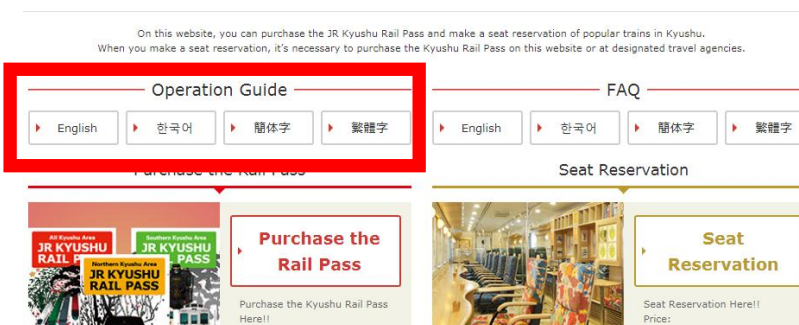 On this website, you can purchase the JR Kyushu Rail Pass and make a seat reservation of popular trains in Kyushu.
When you make a seat reservation, it's necessary to purchase the Kyushu Rail Pass on this website or at designated travel agencies.
Operation Guide
English
한국어
簡体字
繁體字
FAQ
English
한국어
簡体字
繁體字
Purchase the Rail Pass
All Kyushu Area
JR KYUSHU
RAIL P
Southern Kyushu Area
JR KYUSHU
PASS
Northern Kyushu Area
JR KYUSHU
RAIL PASS
Purchase the
Rail Pass
Purchase the Kyushu Rail Pass
Here!!
Seat Reservation
Seat
Reservation
Seat Reservation Here!!
Price: